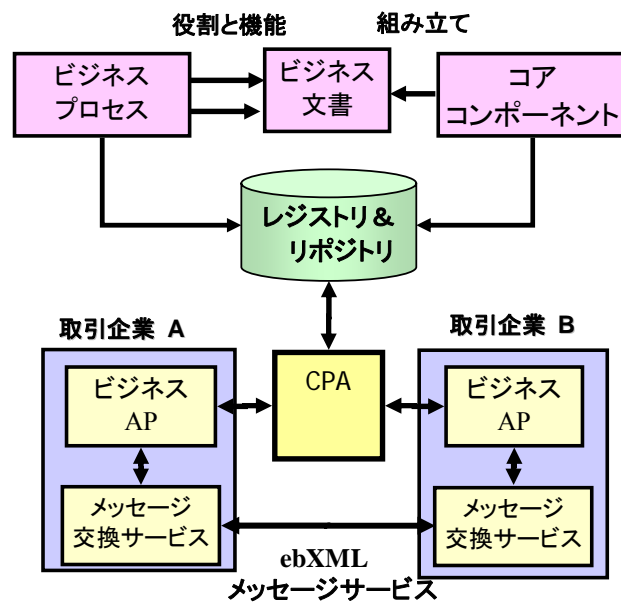 役割と機能
組み立て
ビジネス
プロセス
ビジネス
文書
コア
コンポーネント
レジストリ&
リポジトリ
取引企業 A
取引企業 B
CPA
ビジネス
AP
ビジネス
AP
メッセージ
交換サービス
メッセージ
交換サービス
ebXML
メッセージサービス